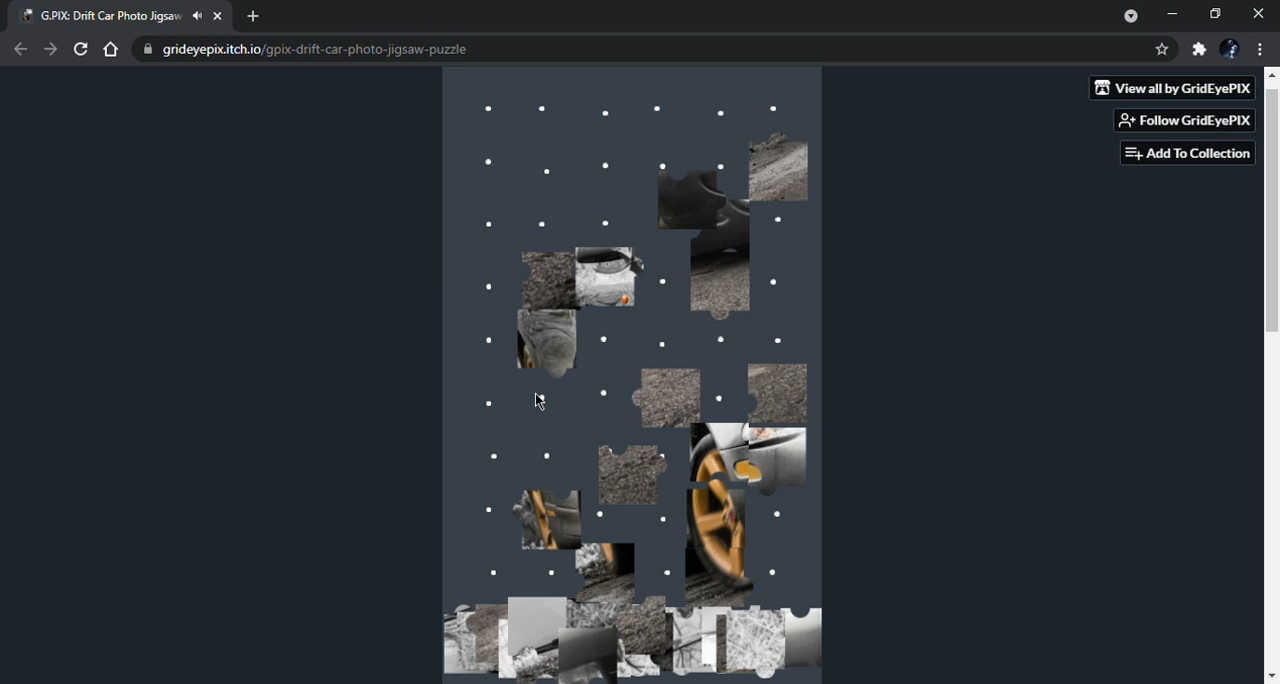 G.PIX: Drift Car Photo Jigsaw
grideyepix.itch.io/gpix-drift-car-photo-jigsaw-puzzle
View all by GridEyePIX
Follow GridEyePIX
Add To Collection